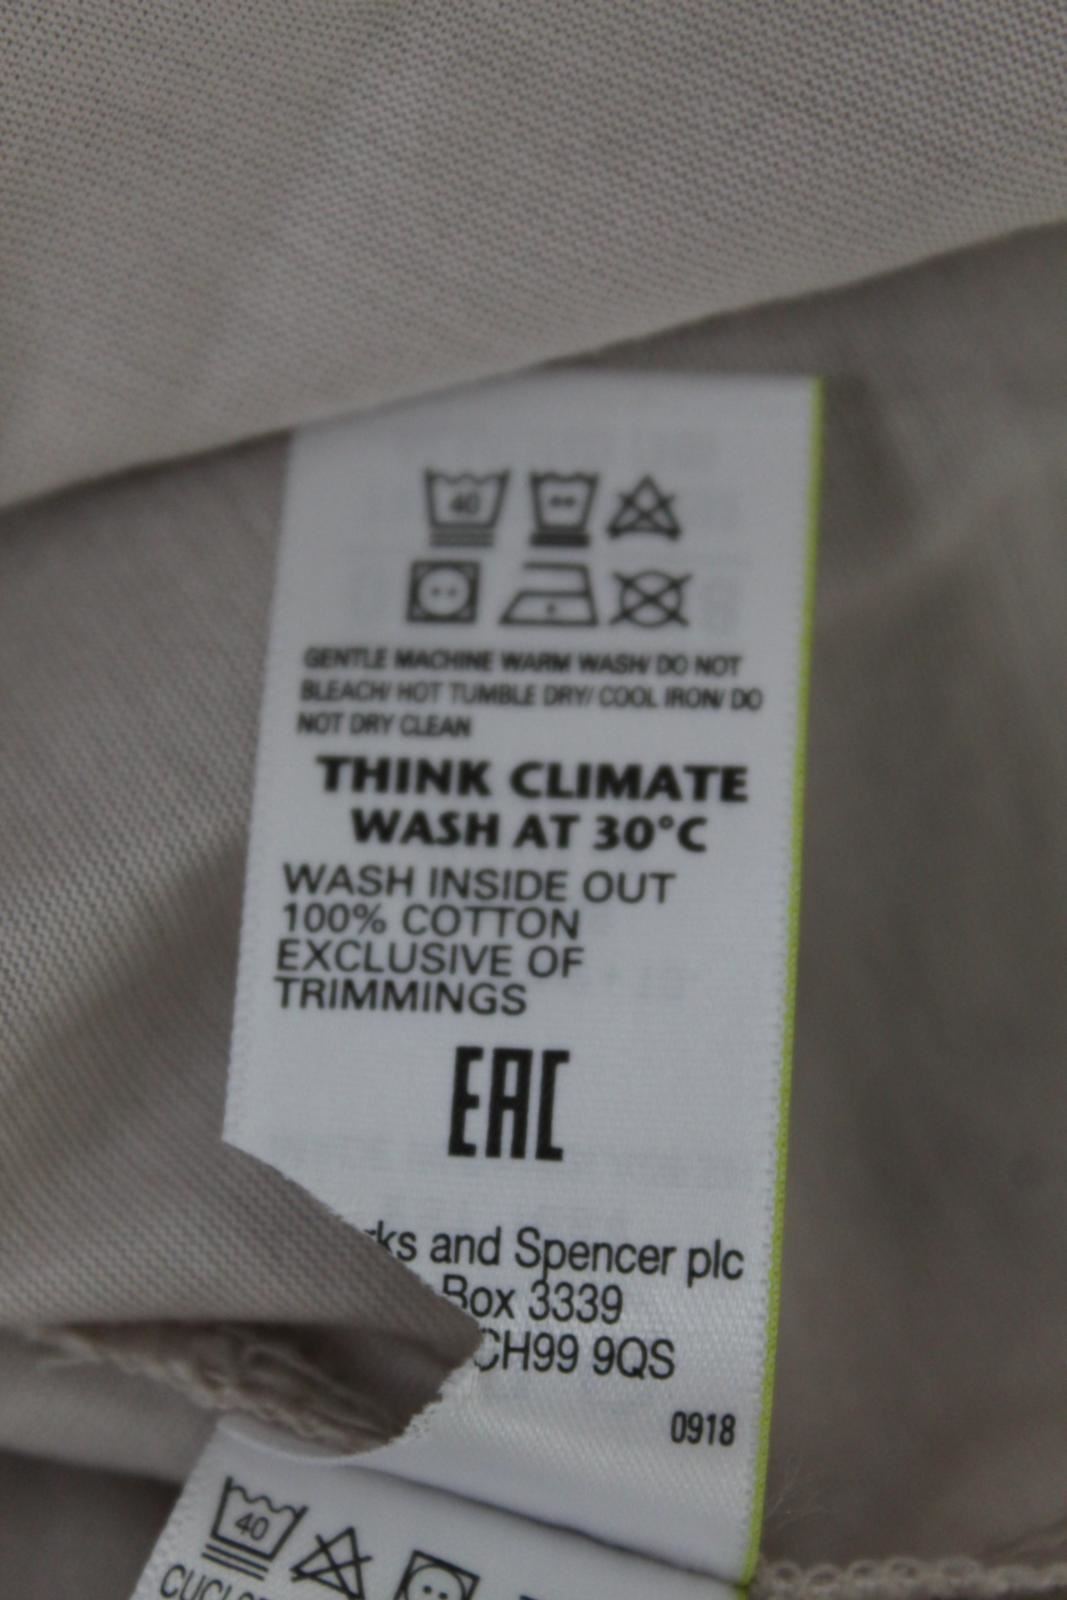 40
GENTLE MACHINE WARM WASH/ DO NOT
BLEACH/ HOT TUMBLE DRY/ COOL IRON/ DO
NOT DRY CLEAN
THINK CLIMATE
WASH AT 30°C
WASH INSIDE OUT
100% COTTON
EXCLUSIVE OF
TRIMMINGS
EAC
rks and Spencer plc
Box 3339
CH99 9QS
0918
40